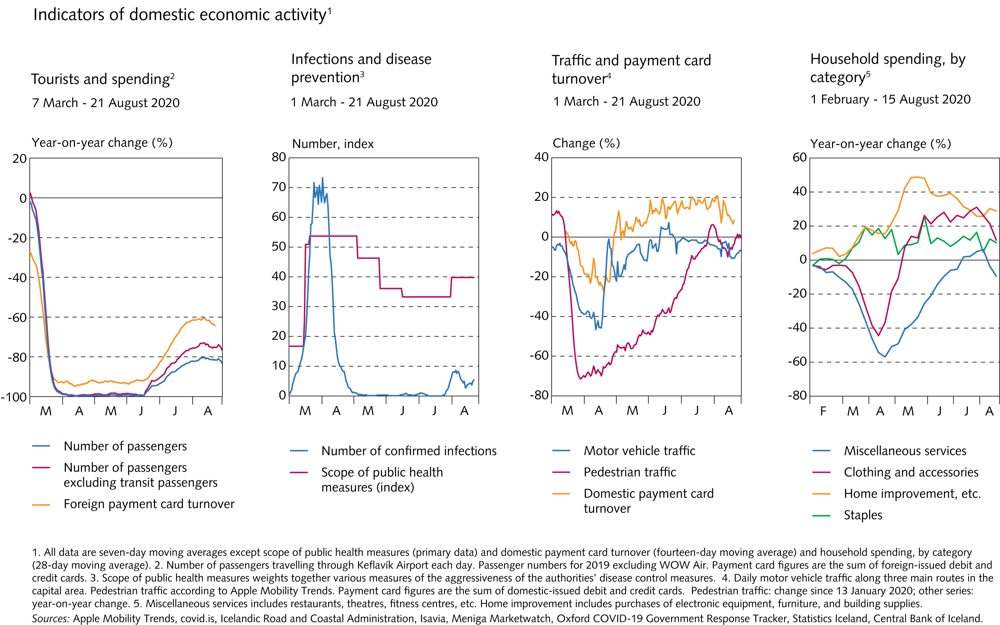 Indicators of domestic economic activity1
Tourists and spending2
7 March - 21 August 2020
Year-on-year change (%)
20
0
-20
-40
-60
-80
-100
M A M J J A
Number of passengers
Number of passengers
excluding transit passengers
Foreign payment card turnover
Infections and disease
prevention3
1 March - 21 August 2020
Number, index
80
70
60
50
40
30
20
10
0
M A M J J A
Number of confirmed infections
Scope of public health
measures (index)
Traffic and payment card
turnover4
1 March - 21 August 2020
Change (%)
40
20
0
-20
-40
-60
-80
M A M J J A
Motor vehicle traffic
Pedestrian traffic
Domestic payment card
turnover
Household spending, by
category5
1 February - 15 August 2020
Year-on-year change (%)
60
40
20
0
-20
-40
-60
-80
F M A M J J A
Miscellaneous services
Clothing and accessories
Home improvement, etc.
Staples
1. All data are seven-day moving averages except scope of public health measures (primary data) and domestic payment card turnover (fourteen-day moving average) and household spending, by category
(28-day moving average). 2. Number of passengers travelling through Keflavík Airport each day. Passenger numbers for 2019 excluding WOW Air. Payment card figures are the sum of foreign-issued debit and
credit cards. 3. Scope of public health measures weights together various measures of the aggressiveness of the authorities’ disease control measures. 4. Daily motor vehicle traffic along three main routes in the
capital area. Pedestrian traffic according to Apple Mobility Trends. Payment card figures are the sum of domestic-issued debit and credit cards. Pedestrian traffic: change since 13 January 2020; other series:
year-on-year change. 5. Miscellaneous services includes restaurants, theatres, fitness centres, etc. Home improvement includes purchases of electronic equipment, furniture, and building supplies.
Sources: Apple Mobility Trends, covid.is, Icelandic Road and Coastal Administration, Isavia, Meniga Marketwatch, Oxford COVID-19 Government Response Tracker, Statistics Iceland, Central Bank of Iceland.